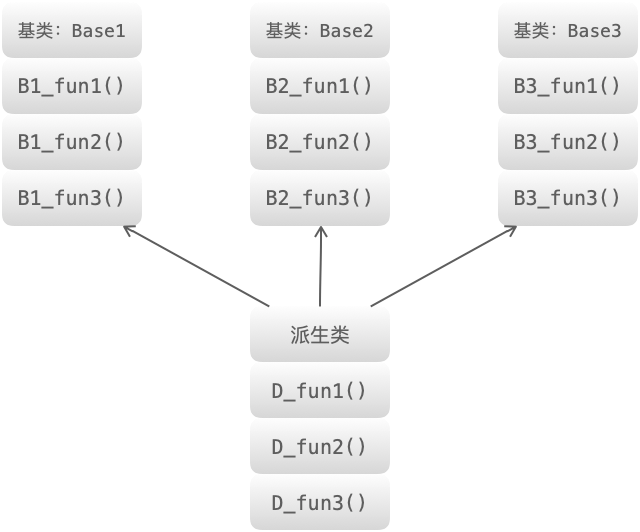 基类：Base1
B1_fun1()
B1_fun2()
B1_fun3()
基类：Base2
B2_fun1()
B2_fun2()
B2_fun3()
基类：Base3
B3_fun1()
B3_fun2()
B3_fun3()
派生类
D_fun1()
D_fun2()
D_fun3()